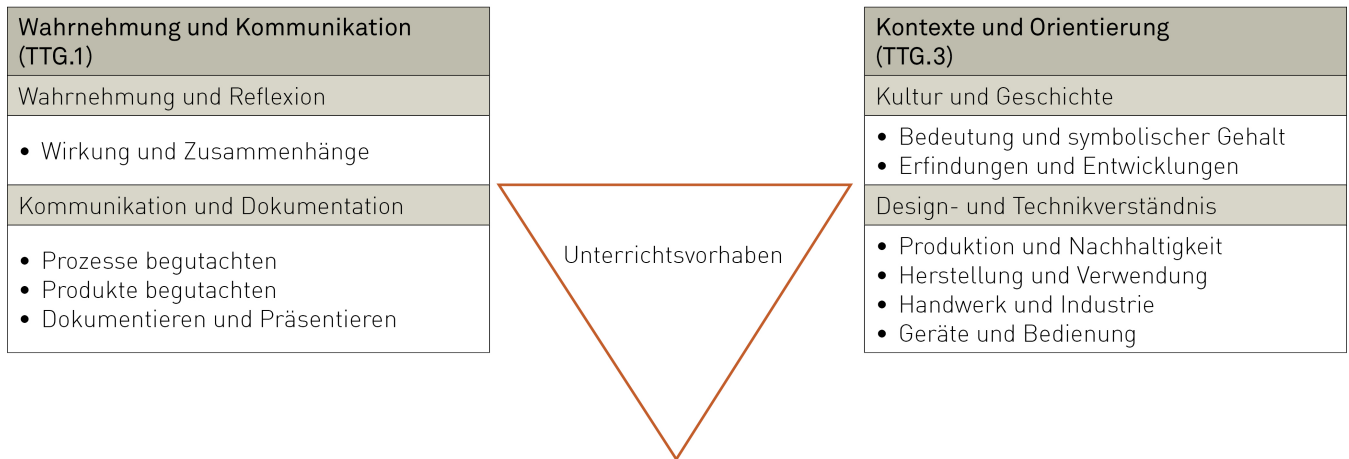 Wahrnehmung und Kommunikation
(TTG.1)
Wahrnehmung und Reflexion
• Wirkung und Zusammenhänge
Kommunikation und Dokumentation
• Prozesse begutachten
• Produkte begutachten
• Dokumentieren und Präsentieren
Unterrichtsvorhaben
Kontexte und Orientierung
(TTG.3)
Kultur und Geschichte
• Bedeutung und symbolischer Gehalt
• Erfindungen und Entwicklungen
Design- und Technikverständnis
• Produktion und Nachhaltigkeit
• Herstellung und Verwendung
• Handwerk und Industrie
• Geräte und Bedienung